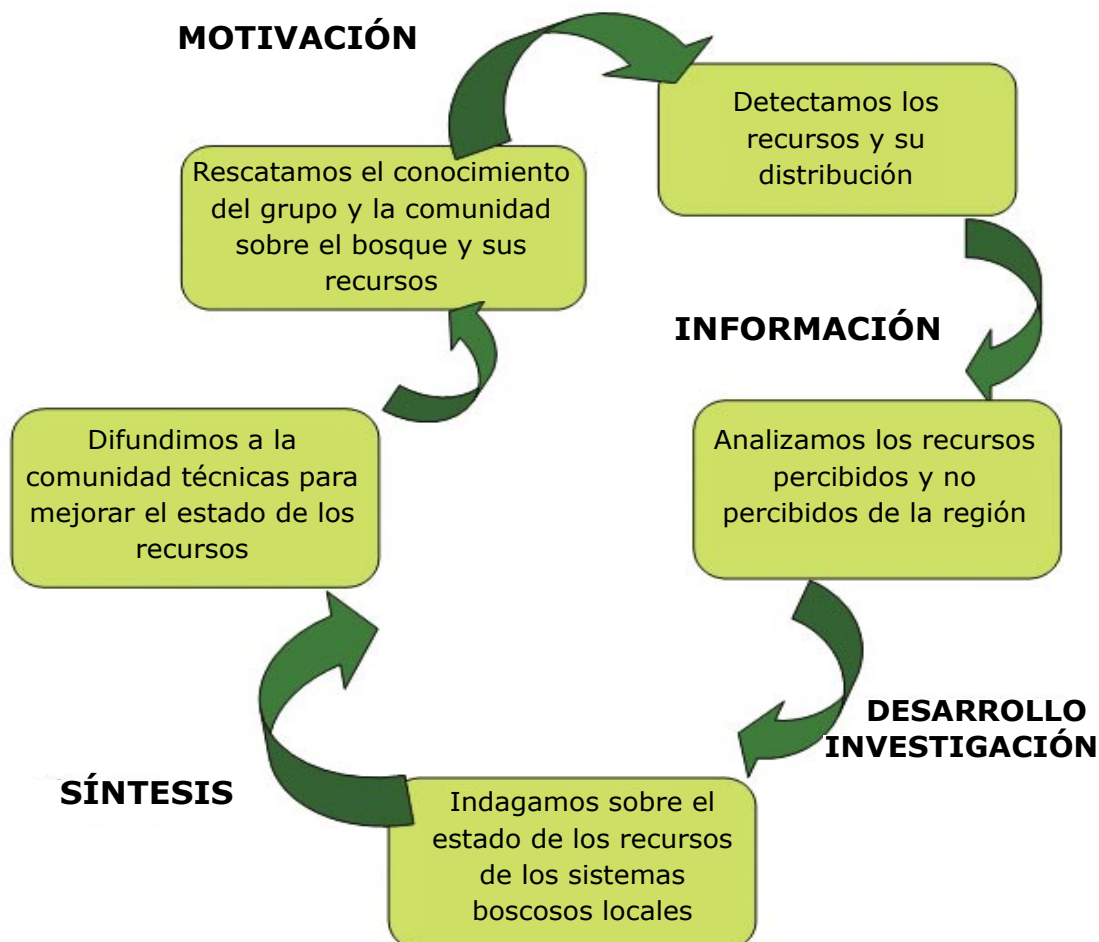 MOTIVACIÓN
Detectamos los
recursos y su
distribución
Rescatamos el conocimiento
del grupo y la comunidad
sobre el bosque y sus
recursos
INFORMACIÓN
Difundimos a la
comunidad técnicas para
mejorar el estado de los
recursos
Analizamos los recursos
percibidos y no
percibidos de la región
DESARROLLO
INVESTIGACIÓN
SÍNTESIS
Indagamos sobre el
estado de los recursos
de los sistemas
boscosos locales